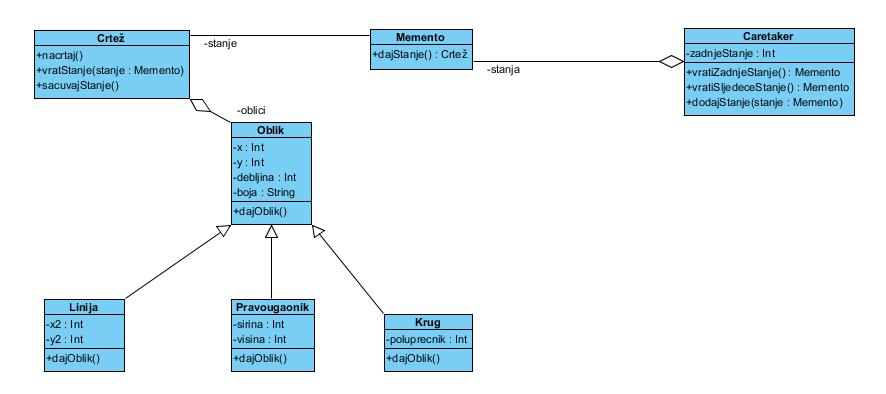 Crtež
+nacrtaj()
+vratStanje(stanje : Memento)
+sacuvajStanje()
-stanje
Memento
+dajStanje() : Crtež
-stanja
Caretaker
-zadnjeStanje : Int
+vratiZadnjeStanje() : Memento
+vratiSljedeceStanje() : Memento
+dodajStanje(stanje : Memento)
-oblici
Oblik
-x : Int
-y : Int
-debljina : Int
-boja : String
+dajOblik()
Linija
-x2 : Int
-y2 : Int
+dajOblik()
Pravougaonik
-sirina : Int
-visina : Int
+dajOblik()
Krug
-poluprecnik : Int
+dajOblik()